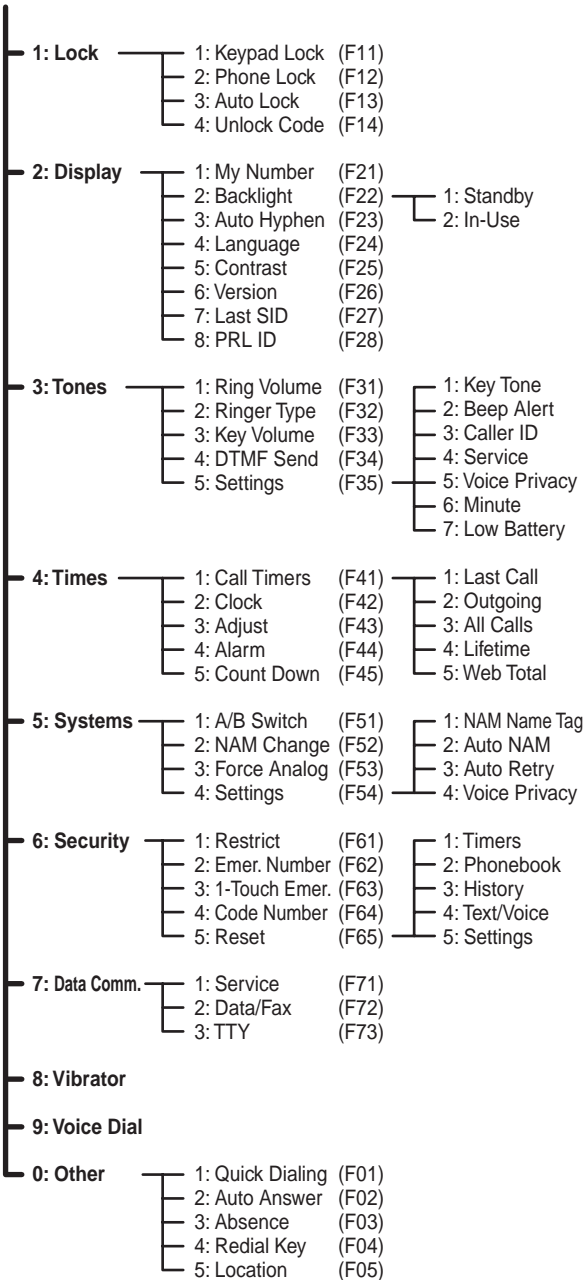 1: Lock 1: Keypad Lock (F11)
2: Phone Lock (F12)
3: Auto Lock (F13)
4: Unlock Code (F14)
2: Display 1: My Number (F21)
2: Backlight (F22) 1: Standby
3: Auto Hyphen (F23) 2: In-Use
4: Language (F24)
5: Contrast (F25)
6: Version (F26)
7: Last SID (F27)
8: PRL ID (F28)
3: Tones 1: Ring Volume (F31) 1: Key Tone
2: Ringer Type (F32) 2: Beep Alert
3: Key Volume (F33) 3: Caller ID
4: DTMF Send (F34) 4: Service
5: Settings (F35) 5: Voice Privacy
6: Minute
7: Low Battery
4: Times 1: Call Timers (F41) 1: Last Call
2: Clock (F42) 2: Outgoing
3: Adjust (F43) 3: All Calls
4: Alarm (F44) 4: Lifetime
5: Count Down (F45) 5: Web Total
5: Systems 1: A/B Switch (F51) 1: NAM Name Tag
2: NAM Change (F52) 2: Auto NAM
3: Force Analog (F53) 3: Auto Retry
4: Settings (F54) 4: Voice Privacy
6: Security 1: Restrict (F61) 1: Timers
2: Emer. Number (F62) 2: Phonebook
3: 1-Touch Emer. (F63) 3: History
4: Code Number (F64) 4: Text/Voice
5: Reset (F65) 5: Settings
7: Data Comm. 1: Service (F71)
2: Data/Fax (F72)
3: TTY (F73)
8: Vibrator
9: Voice Dial
0: Other 1: Quick Dialing (F01)
2: Auto Answer (F02)
3: Absence (F03)
4: Redial Key (F04)
5: Location (F05)